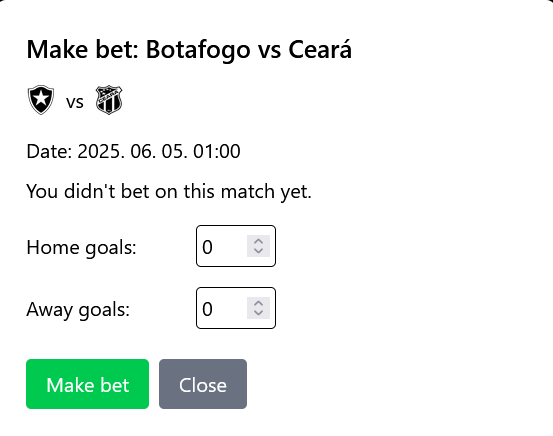 Make bet: Botafogo vs Ceará
vs
CEARÁ
Date: 2025. 06. 05. 01:00
You didn't bet on this match yet.
Home goals: 0
Away goals: 0
Make bet Close